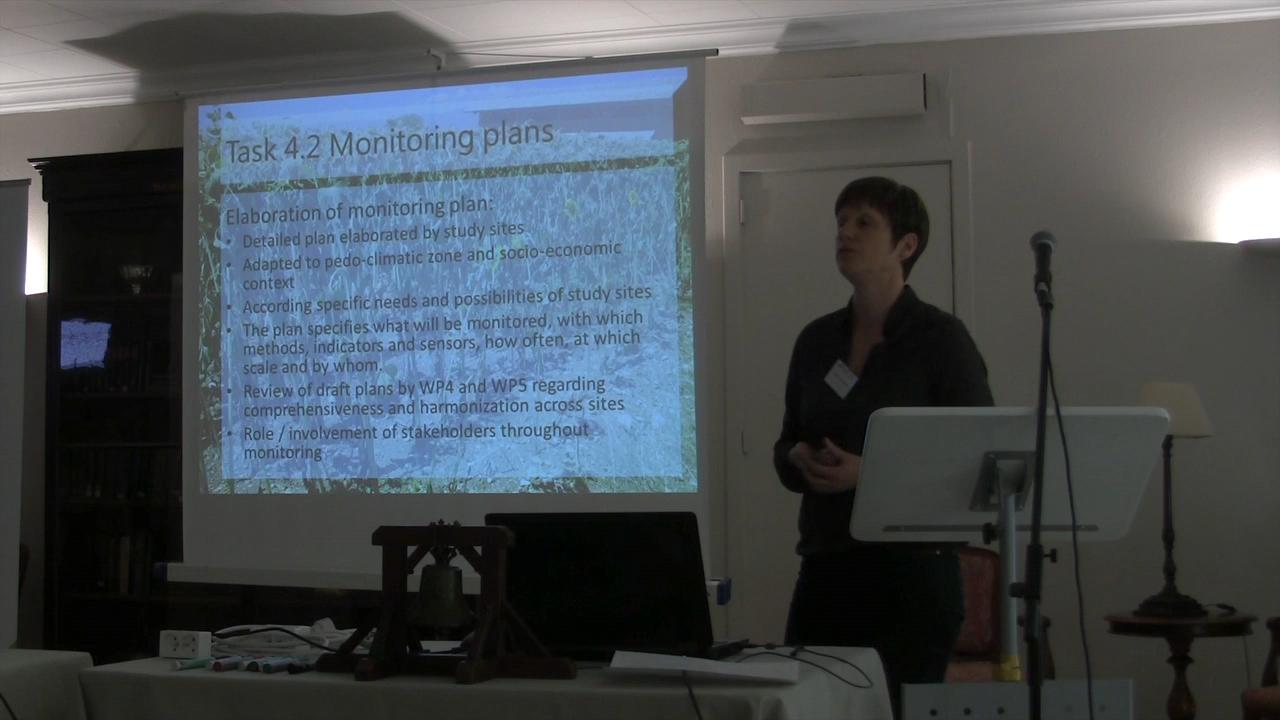 Task 4.2 Monitoring plans
Elaboration of monitoring plan:
• Detailed plan elaborated by study sites
• Adapted to pedo-climatic zone and socio-economic
context
• According specific needs and possibilities of study sites
• The plan specifies what will be monitored, with which
methods, indicators and sensors, how often, at which
scale and by whom.
• Review of draft plans by WP4 and WP5 regarding
comprehensiveness and harmonization across sites
• Role / involvement of stakeholders throughout
monitoring